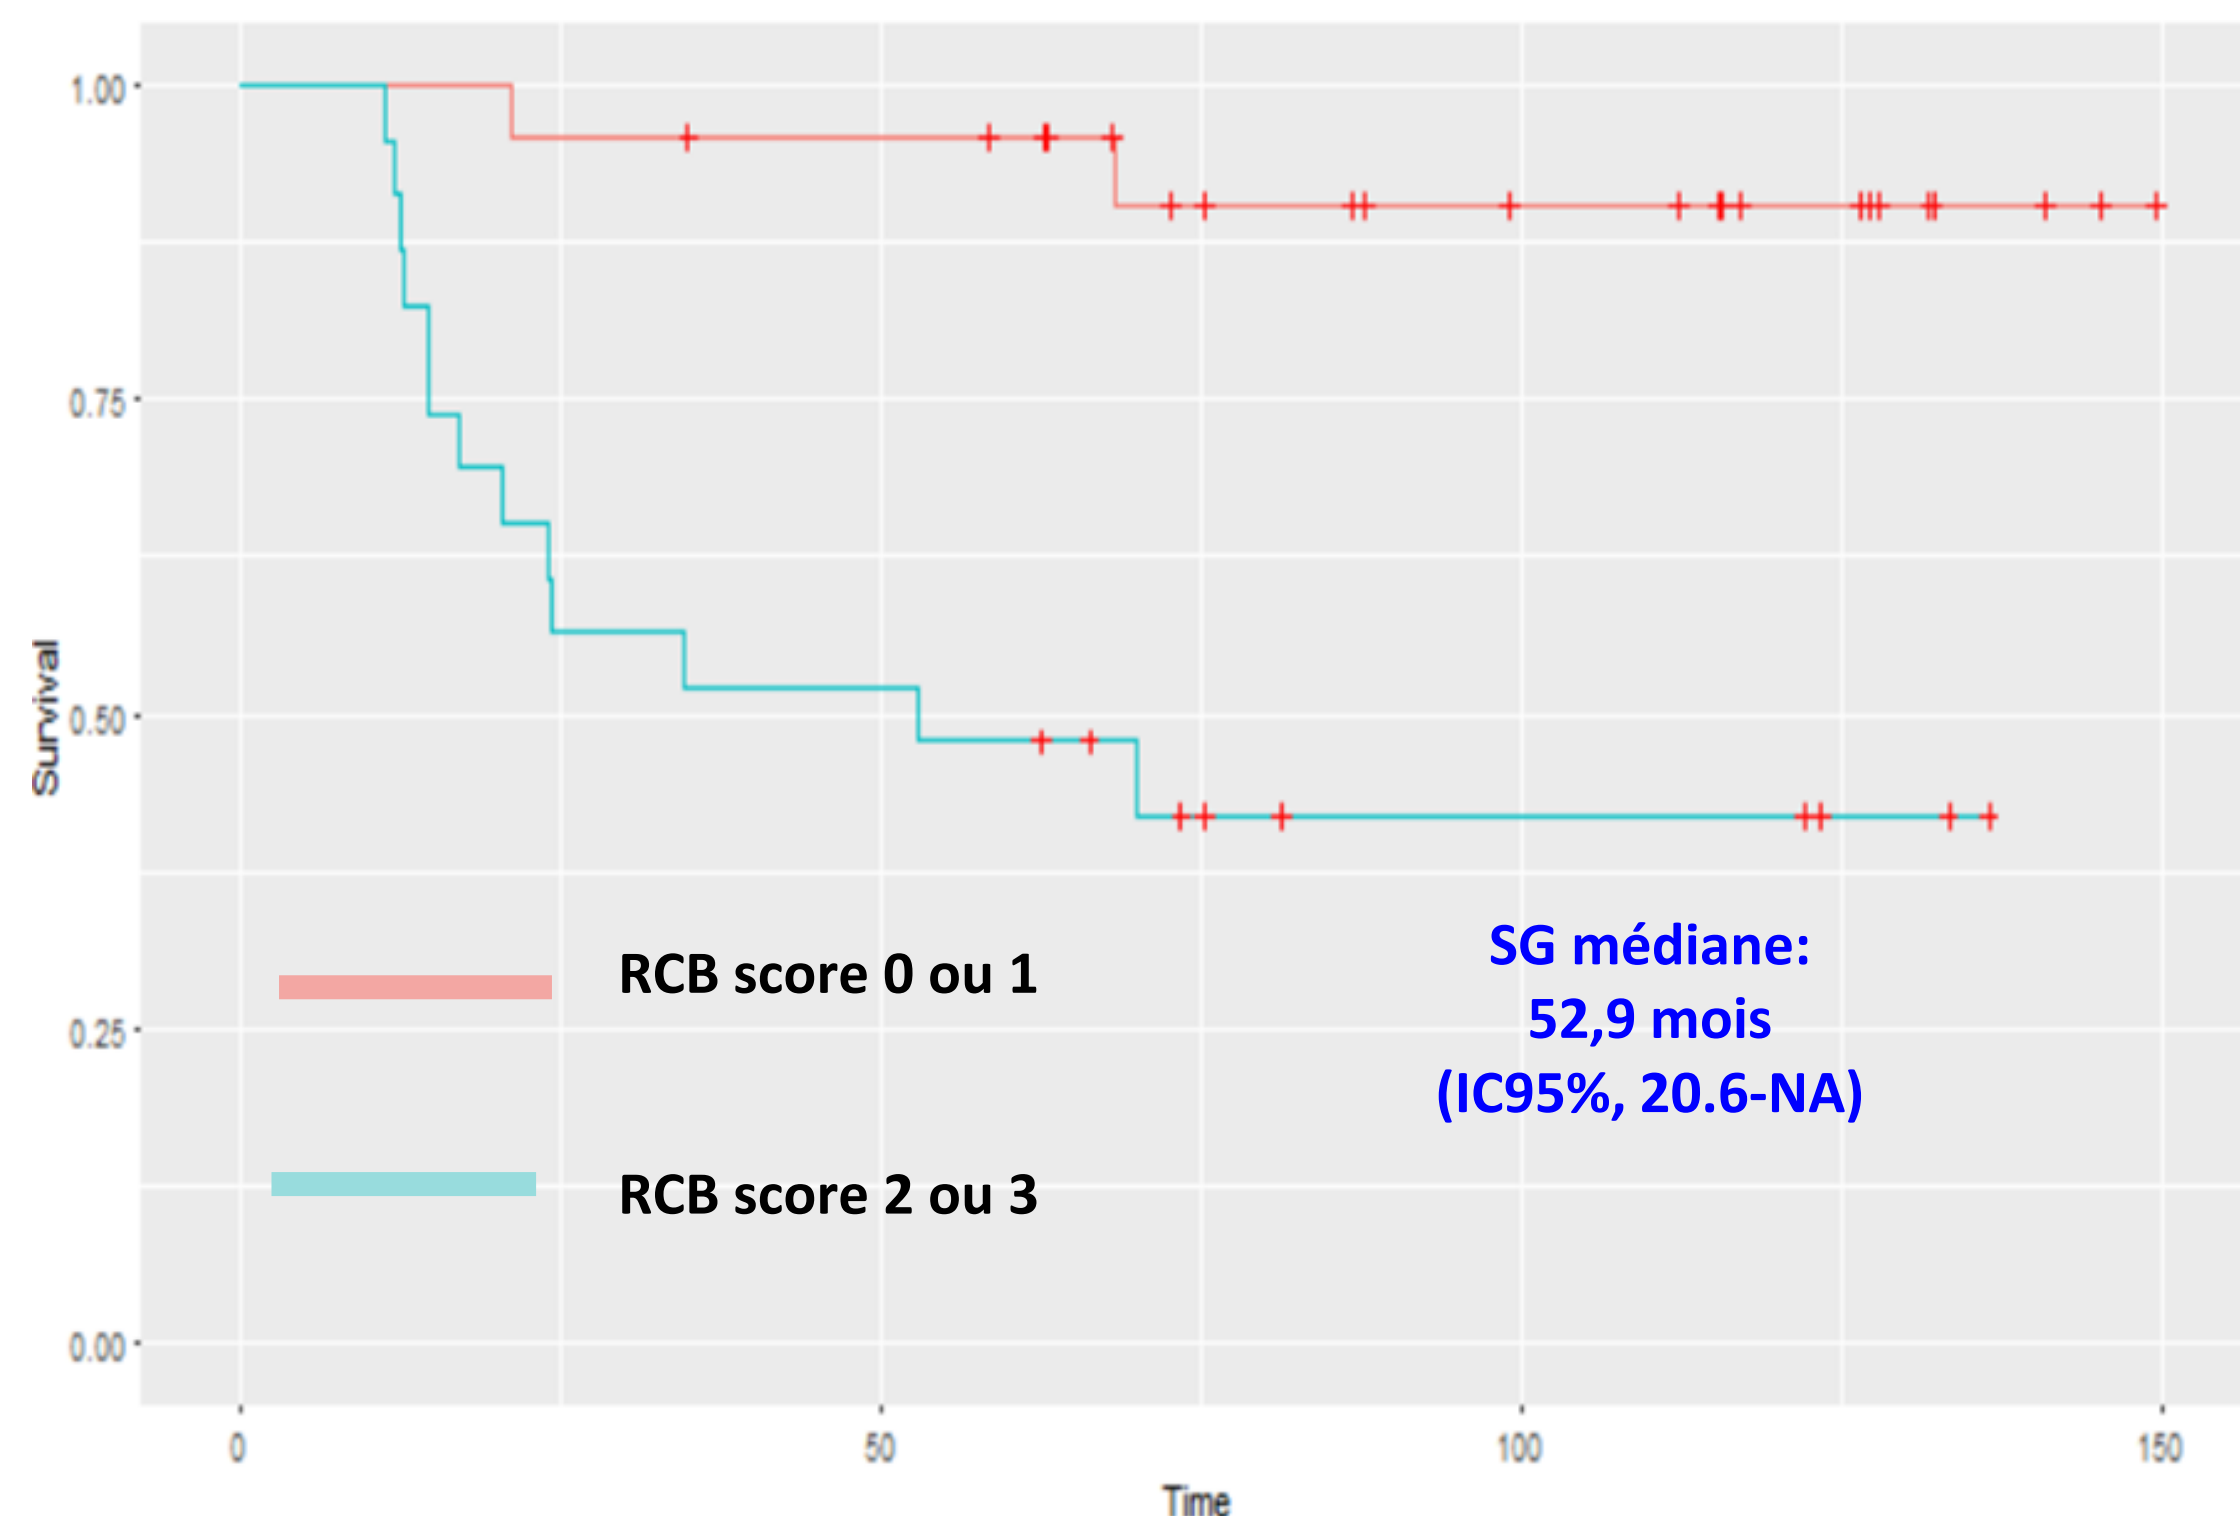 1.00
0.75
0.50
0.25
0.00
Survival
RCB score 0 ou 1
RCB score 2 ou 3
SG médiane:
52,9 mois
(IC95%, 20.6-NA)
0 50 100 150
Time